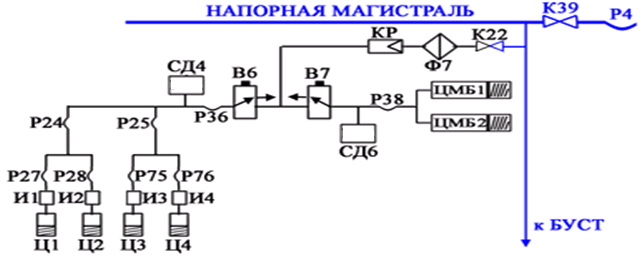 НАПОРНАЯ МАГИСТРАЛЬ К39 Р4
КР Ф7 К22
СД4 В6 В7
Р24 Р25 Р36 Р38 ЦМБ1
ЦМБ2
СД6
Р27 Р28 Р75 Р76
И1 И2 И3 И4
Ц1 Ц2 Ц3 Ц4
к БУСТ